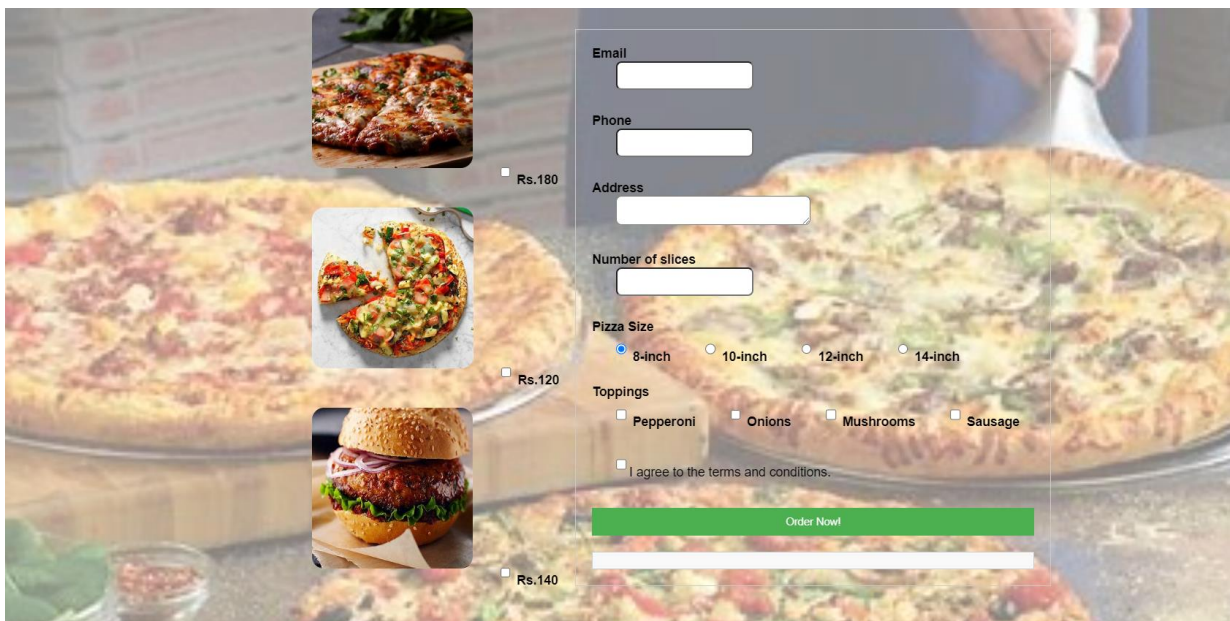 Rs.180
Rs.120
Rs.140
Email
Phone
Address
Number of slices
Pizza Size
8-inch 10-inch 12-inch 14-inch
Toppings
Pepperoni Onions Mushrooms Sausage
I agree to the terms and conditions.
Order Now!